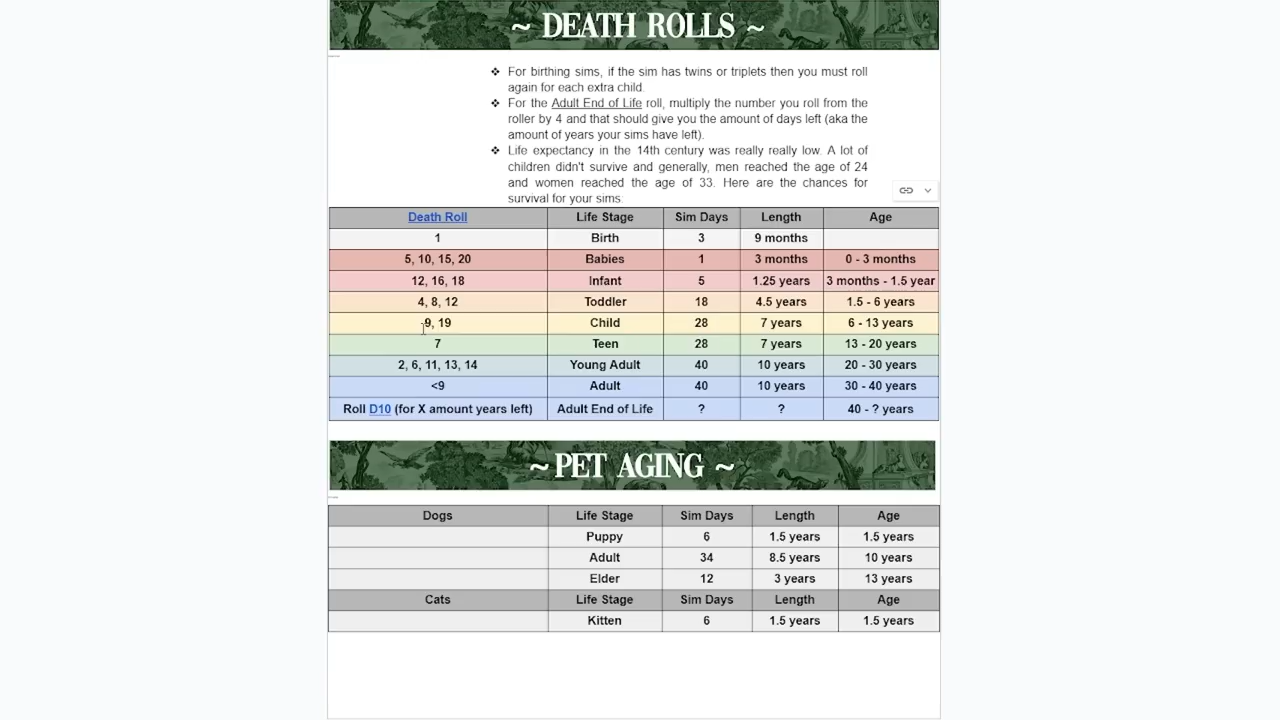 ~ DEATH ROLLS ~
❖ For birthing sims, if the sim has twins or triplets then you must roll
again for each extra child.
❖ For the Adult End of Life roll, multiply the number you roll from the
roller by 4 and that should give you the amount of days left (aka the
amount of years your sims have left).
❖ Life expectancy in the 14th century was really really low. A lot of
children didn't survive and generally, men reached the age of 24
and women reached the age of 33. Here are the chances for
survival for your sims.
Death Roll Life Stage Sim Days Length Age
1 Birth 3 9 months
5, 10, 15, 20 Babies 1 3 months 0 - 3 months
12, 16, 18 Infant 5 1.25 years 3 months - 1.5 year
4, 8, 12 Toddler 18 4.5 years 1.5 - 6 years
9, 19 Child 28 7 years 6 - 13 years
7 Teen 28 7 years 13 - 20 years
2, 6, 11, 13, 14 Young Adult 40 10 years 20 - 30 years
<9 Adult 40 10 years 30 - 40 years
Roll D10 (for X amount years left) Adult End of Life ? ? 40 - ? years
~ PET AGING ~
Dogs Life Stage Sim Days Length Age
Puppy 6 1.5 years 1.5 years
Adult 34 8.5 years 10 years
Elder 12 3 years 13 years
Cats Life Stage Sim Days Length Age
Kitten 6 1.5 years 1.5 years